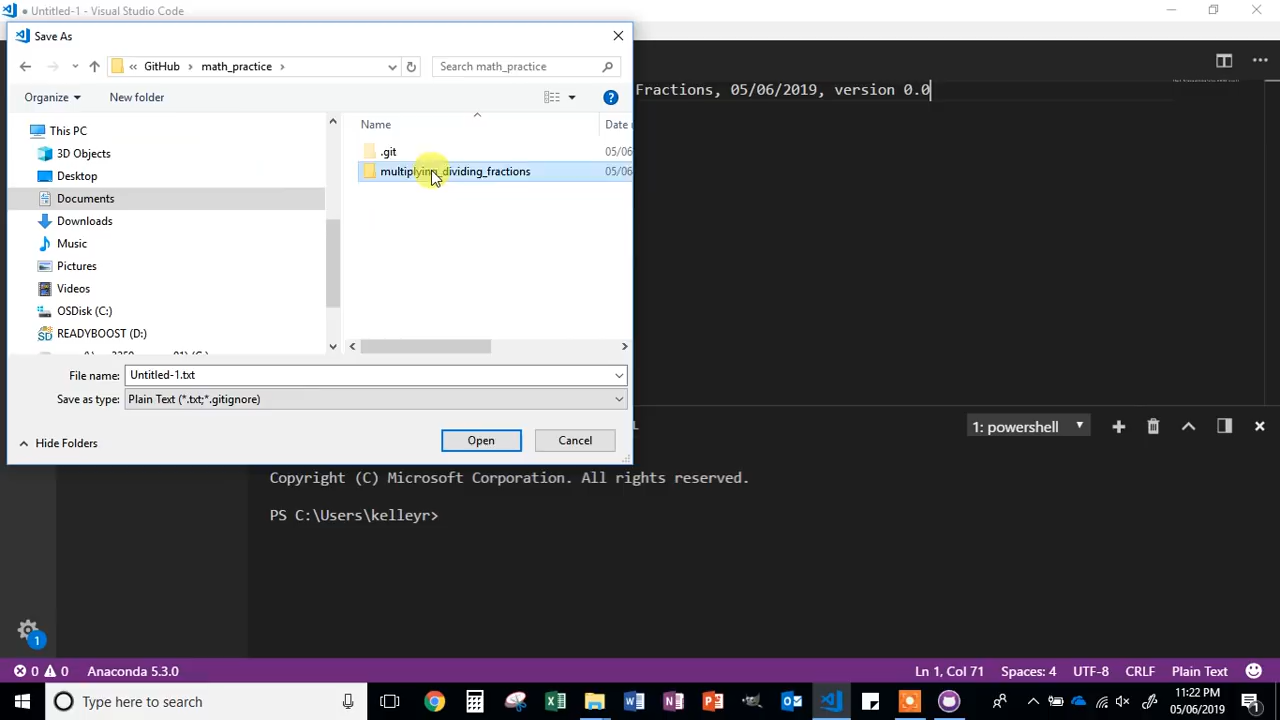 ● Untitled-1 - Visual Studio Code
Save As
GitHub
math_practice
Search math_practice
Organize
New folder
Fractions, 05/06/2019, version 0.0
This PC
3D Objects
Desktop
Documents
Downloads
Music
Pictures
Videos
OSDisk (C:)
READYBOOST (D:)
Name
Date
.git
05/06
multiplying_dividing_fractions
05/06
File name:
Untitled-1.txt
Save as type:
Plain Text (*.txt;*.gitignore)
Hide Folders
Open
Cancel
1: powershell
Copyright (C) Microsoft Corporation. All rights reserved.
PS C:\Users\kelleyr>
1
0
0
Anaconda 5.3.0
Ln 1, Col 71
Spaces: 4
UTF-8
CRLF
Plain Text
Type here to search
11:22 PM
05/06/2019
1